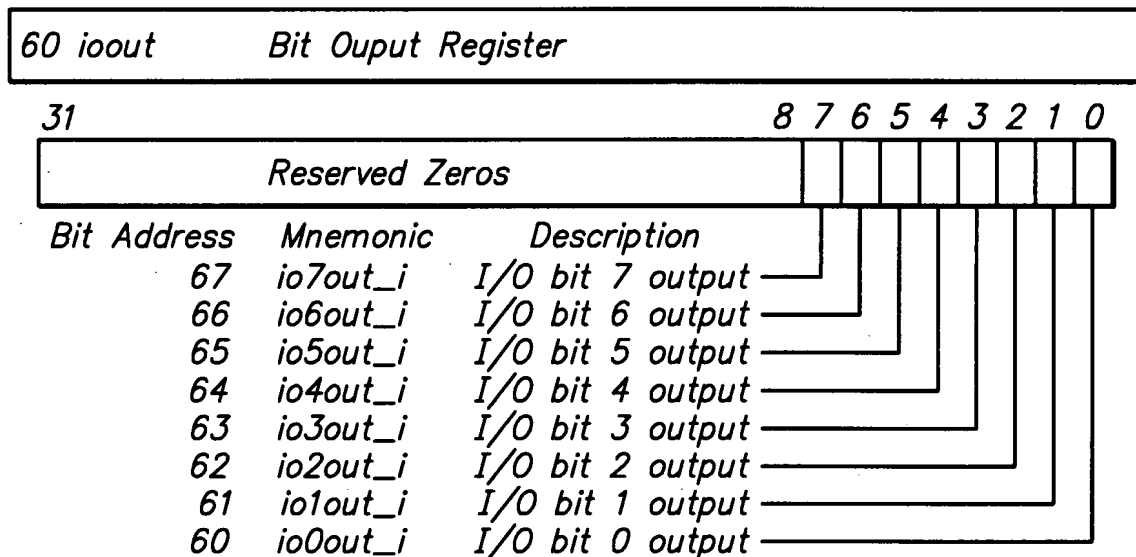 60 ioout Bit Ouput Register
31 8 7 6 5 4 3 2 1 0
Reserved Zeros
Bit Address Mnemonic Description
67 io7out_i I/O bit 7 output
66 io6out_i I/O bit 6 output
65 io5out_i I/O bit 5 output
64 io4out_i I/O bit 4 output
63 io3out_i I/O bit 3 output
62 io2out_i I/O bit 2 output
61 io1out_i I/O bit 1 output
60 io0out_i I/O bit 0 output